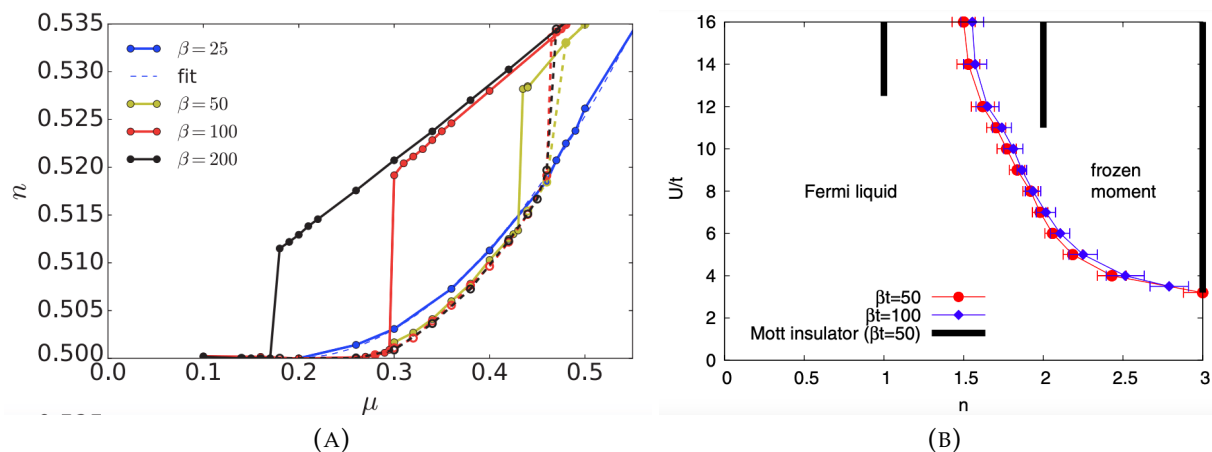 0.535
0.530
0.525
0.520
0.515
0.510
0.505
0.500
n
β = 25
fit
β = 50
β = 100
β = 200
0.0 0.1 0.2 0.3 0.4 0.5
μ
(A)
16
14
12
10
8
6
4
2
0
U/t
Fermi liquid
frozen
moment
βt=50
βt=100
Mott insulator (βt=50)
0 0.5 1 1.5 2 2.5 3
n
(B)